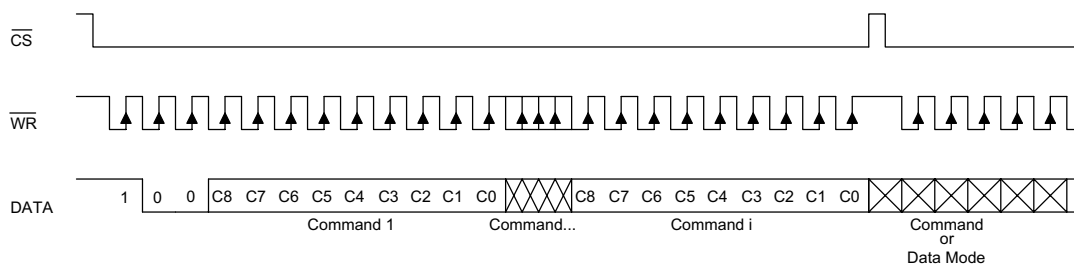 CS
WR
DATA 1 0 0 C8 C7 C6 C5 C4 C3 C2 C1 C0 C8 C7 C6 C5 C4 C3 C2 C1 C0
Command 1 Command... Command i Command
or
Data Mode